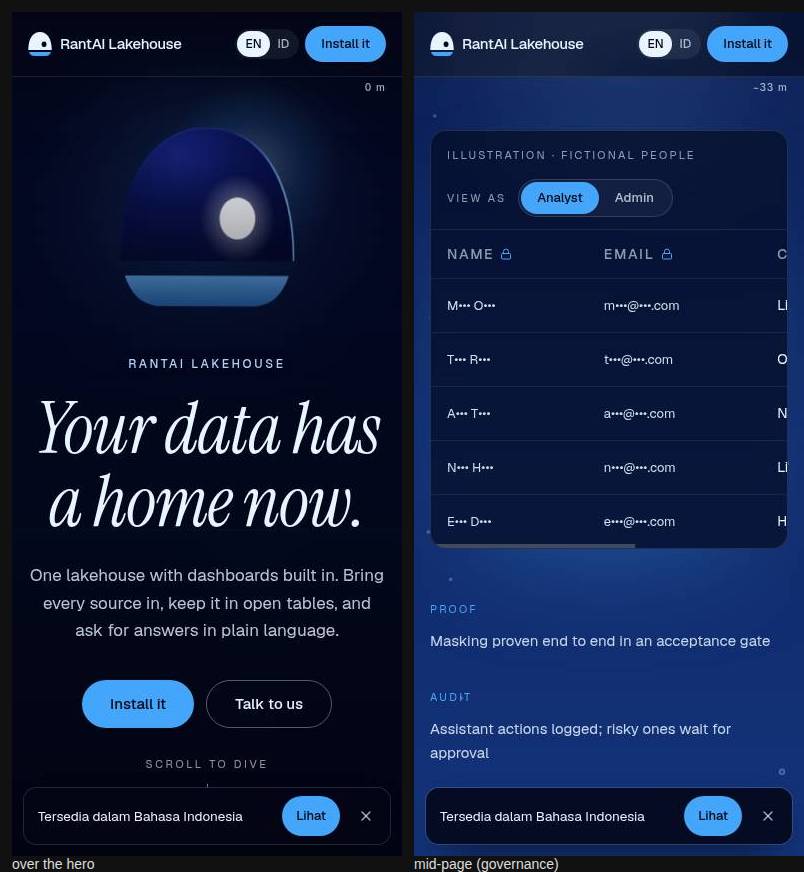 RantAI Lakehouse
EN ID
Install it
0 m
RANTAI LAKEHOUSE
Your data has
a home now.
One lakehouse with dashboards built in. Bring
every source in, keep it in open tables, and
ask for answers in plain language.
Install it
Talk to us
SCROLL TO DIVE
Tersedia dalam Bahasa Indonesia
Lihat
over the hero
RantAI Lakehouse
EN ID
Install it
−33 m
ILLUSTRATION · FICTIONAL PEOPLE
VIEW AS Analyst Admin
NAME EMAIL C
M••• O••• m•••@•••.com Li
T••• R••• t•••@•••.com O
A••• T••• a•••@•••.com N
N••• H••• n•••@•••.com Li
E••• D••• e•••@•••.com H
PROOF
Masking proven end to end in an acceptance gate
AUDIT
Assistant actions logged; risky ones wait for
approval
Tersedia dalam Bahasa Indonesia
Lihat
mid-page (governance)